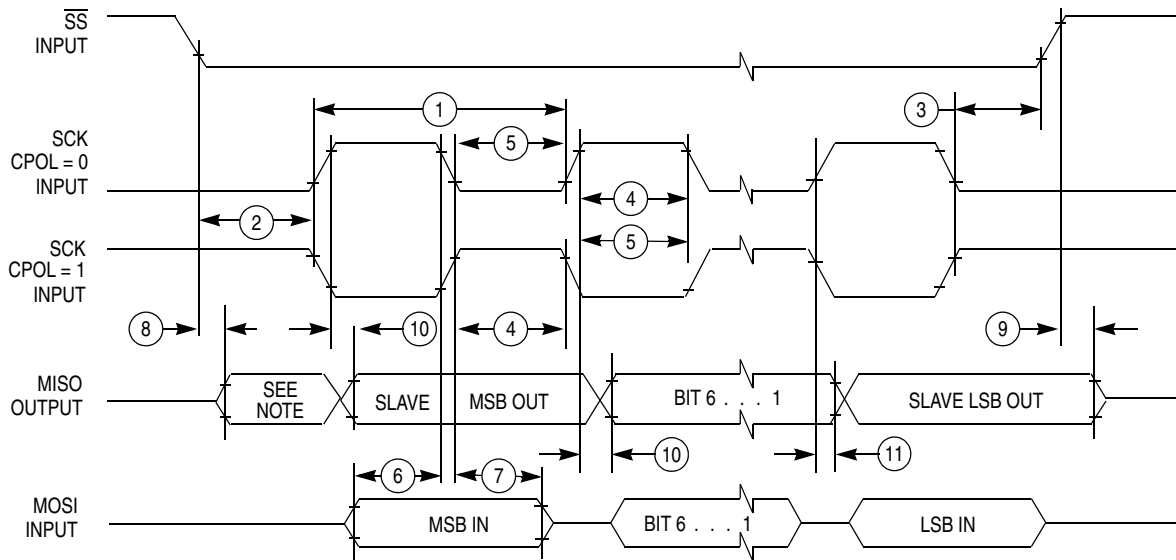 SS
INPUT
1
3
SCK
CPOL = 0
INPUT
5
4
2
SCK
CPOL = 1
INPUT
5
8
10
4
9
MISO
OUTPUT
SEE
NOTE
SLAVE
MSB OUT
BIT 6 . . . 1
SLAVE LSB OUT
10
11
6
7
MOSI
INPUT
MSB IN
BIT 6 . . . 1
LSB IN